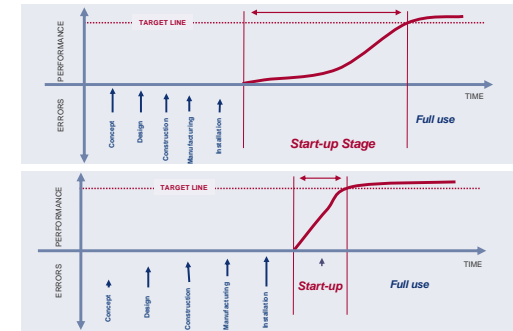 PERFORMANCE
TARGET LINE
TIME
ERRORS
Concept
Design
Construction
Manufacturing
Installation
Start-up Stage
Full use
PERFORMANCE
TARGET LINE
TIME
ERRORS
Concept
Design
Construction
Manufacturing
Installation
Start-up
Full use